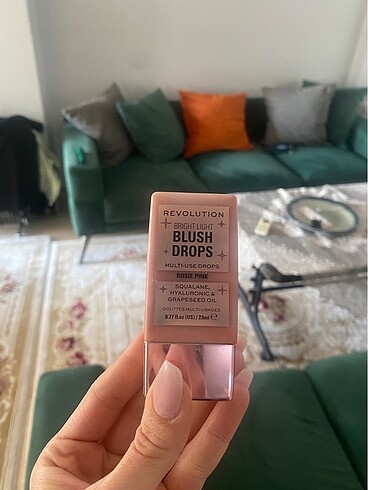 REVOLUTION
BRIGHT LIGHT
BLUSH
DROPS
MULTI-USE DROPS
ROSIE PINK
SQUALANE,
HYALURONIC &
GRAPESEED OIL
GOUTTES MULTI-USAGES
0.77 fl.oz (US) / 23ml ℮